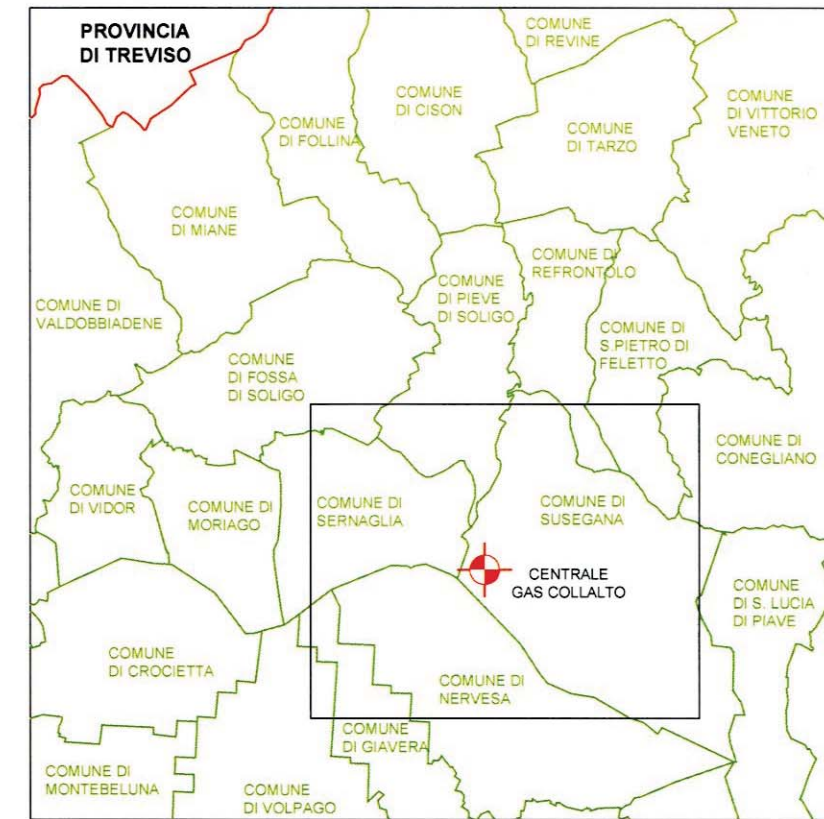 PROVINCIA
DI TREVISO
COMUNE
DI REVINE
COMUNE
DI CISON
COMUNE
DI FOLLINA
COMUNE
DI TARZO
COMUNE
DI VITTORIO
VENETO
COMUNE
DI MIANE
COMUNE DI
REFRONTOLO
COMUNE
DI PIEVE
DI SOLIGO
COMUNE DI
VALDOBBIADENE
COMUNE DI
S.PIETRO DI
FELETTO
COMUNE
DI FOSSA
DI SOLIGO
COMUNE DI
CONEGLIANO
COMUNE
DI VIDOR
COMUNE DI
MORIAGO
COMUNE DI
SERNAGLIA
COMUNE DI
SUSEGANA
CENTRALE
GAS COLLALTO
COMUNE
DI S. LUCIA
DI PIAVE
COMUNE
DI CROCIETTA
COMUNE DI
NERVESA
COMUNE
DI GIAVERA
COMUNE DI
MONTEBELUNA
COMUNE
DI VOLPAGO